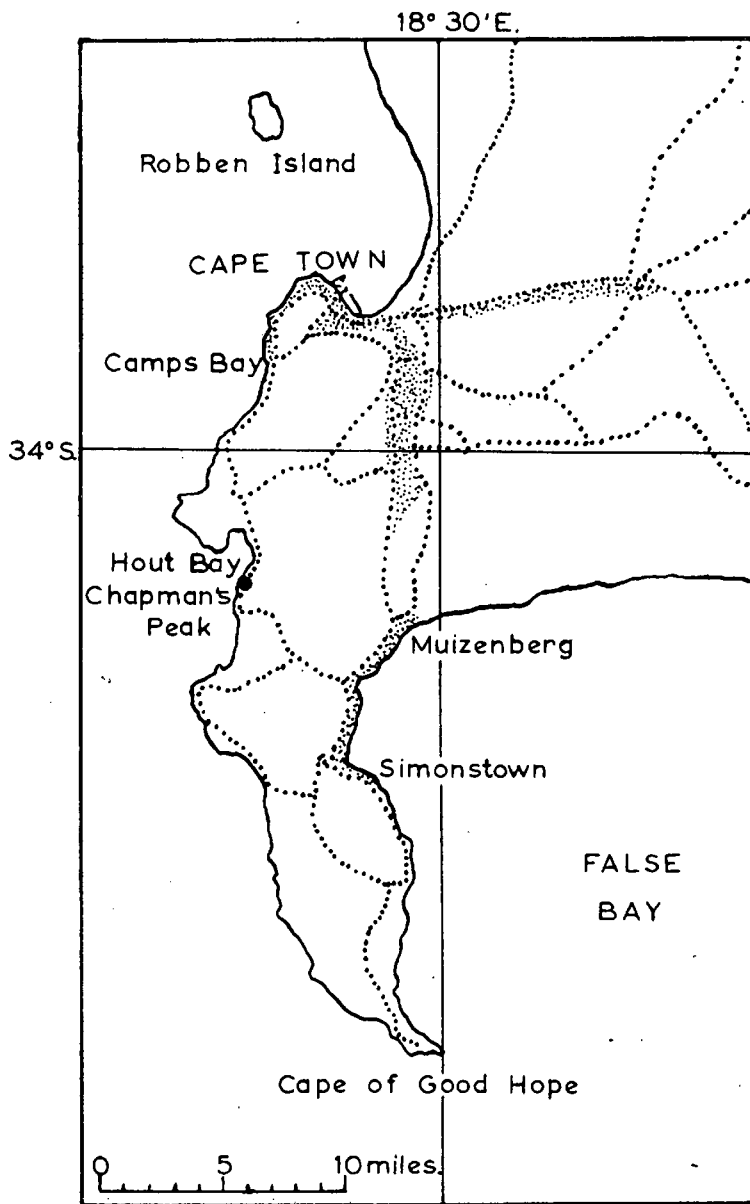 18° 30'E.
Robben Island
CAPE TOWN
Camps Bay
34° S.
Hout Bay
Chapman's
Peak
Muizenberg
Simonstown
FALSE
BAY
Cape of Good Hope
0 5 10 miles.